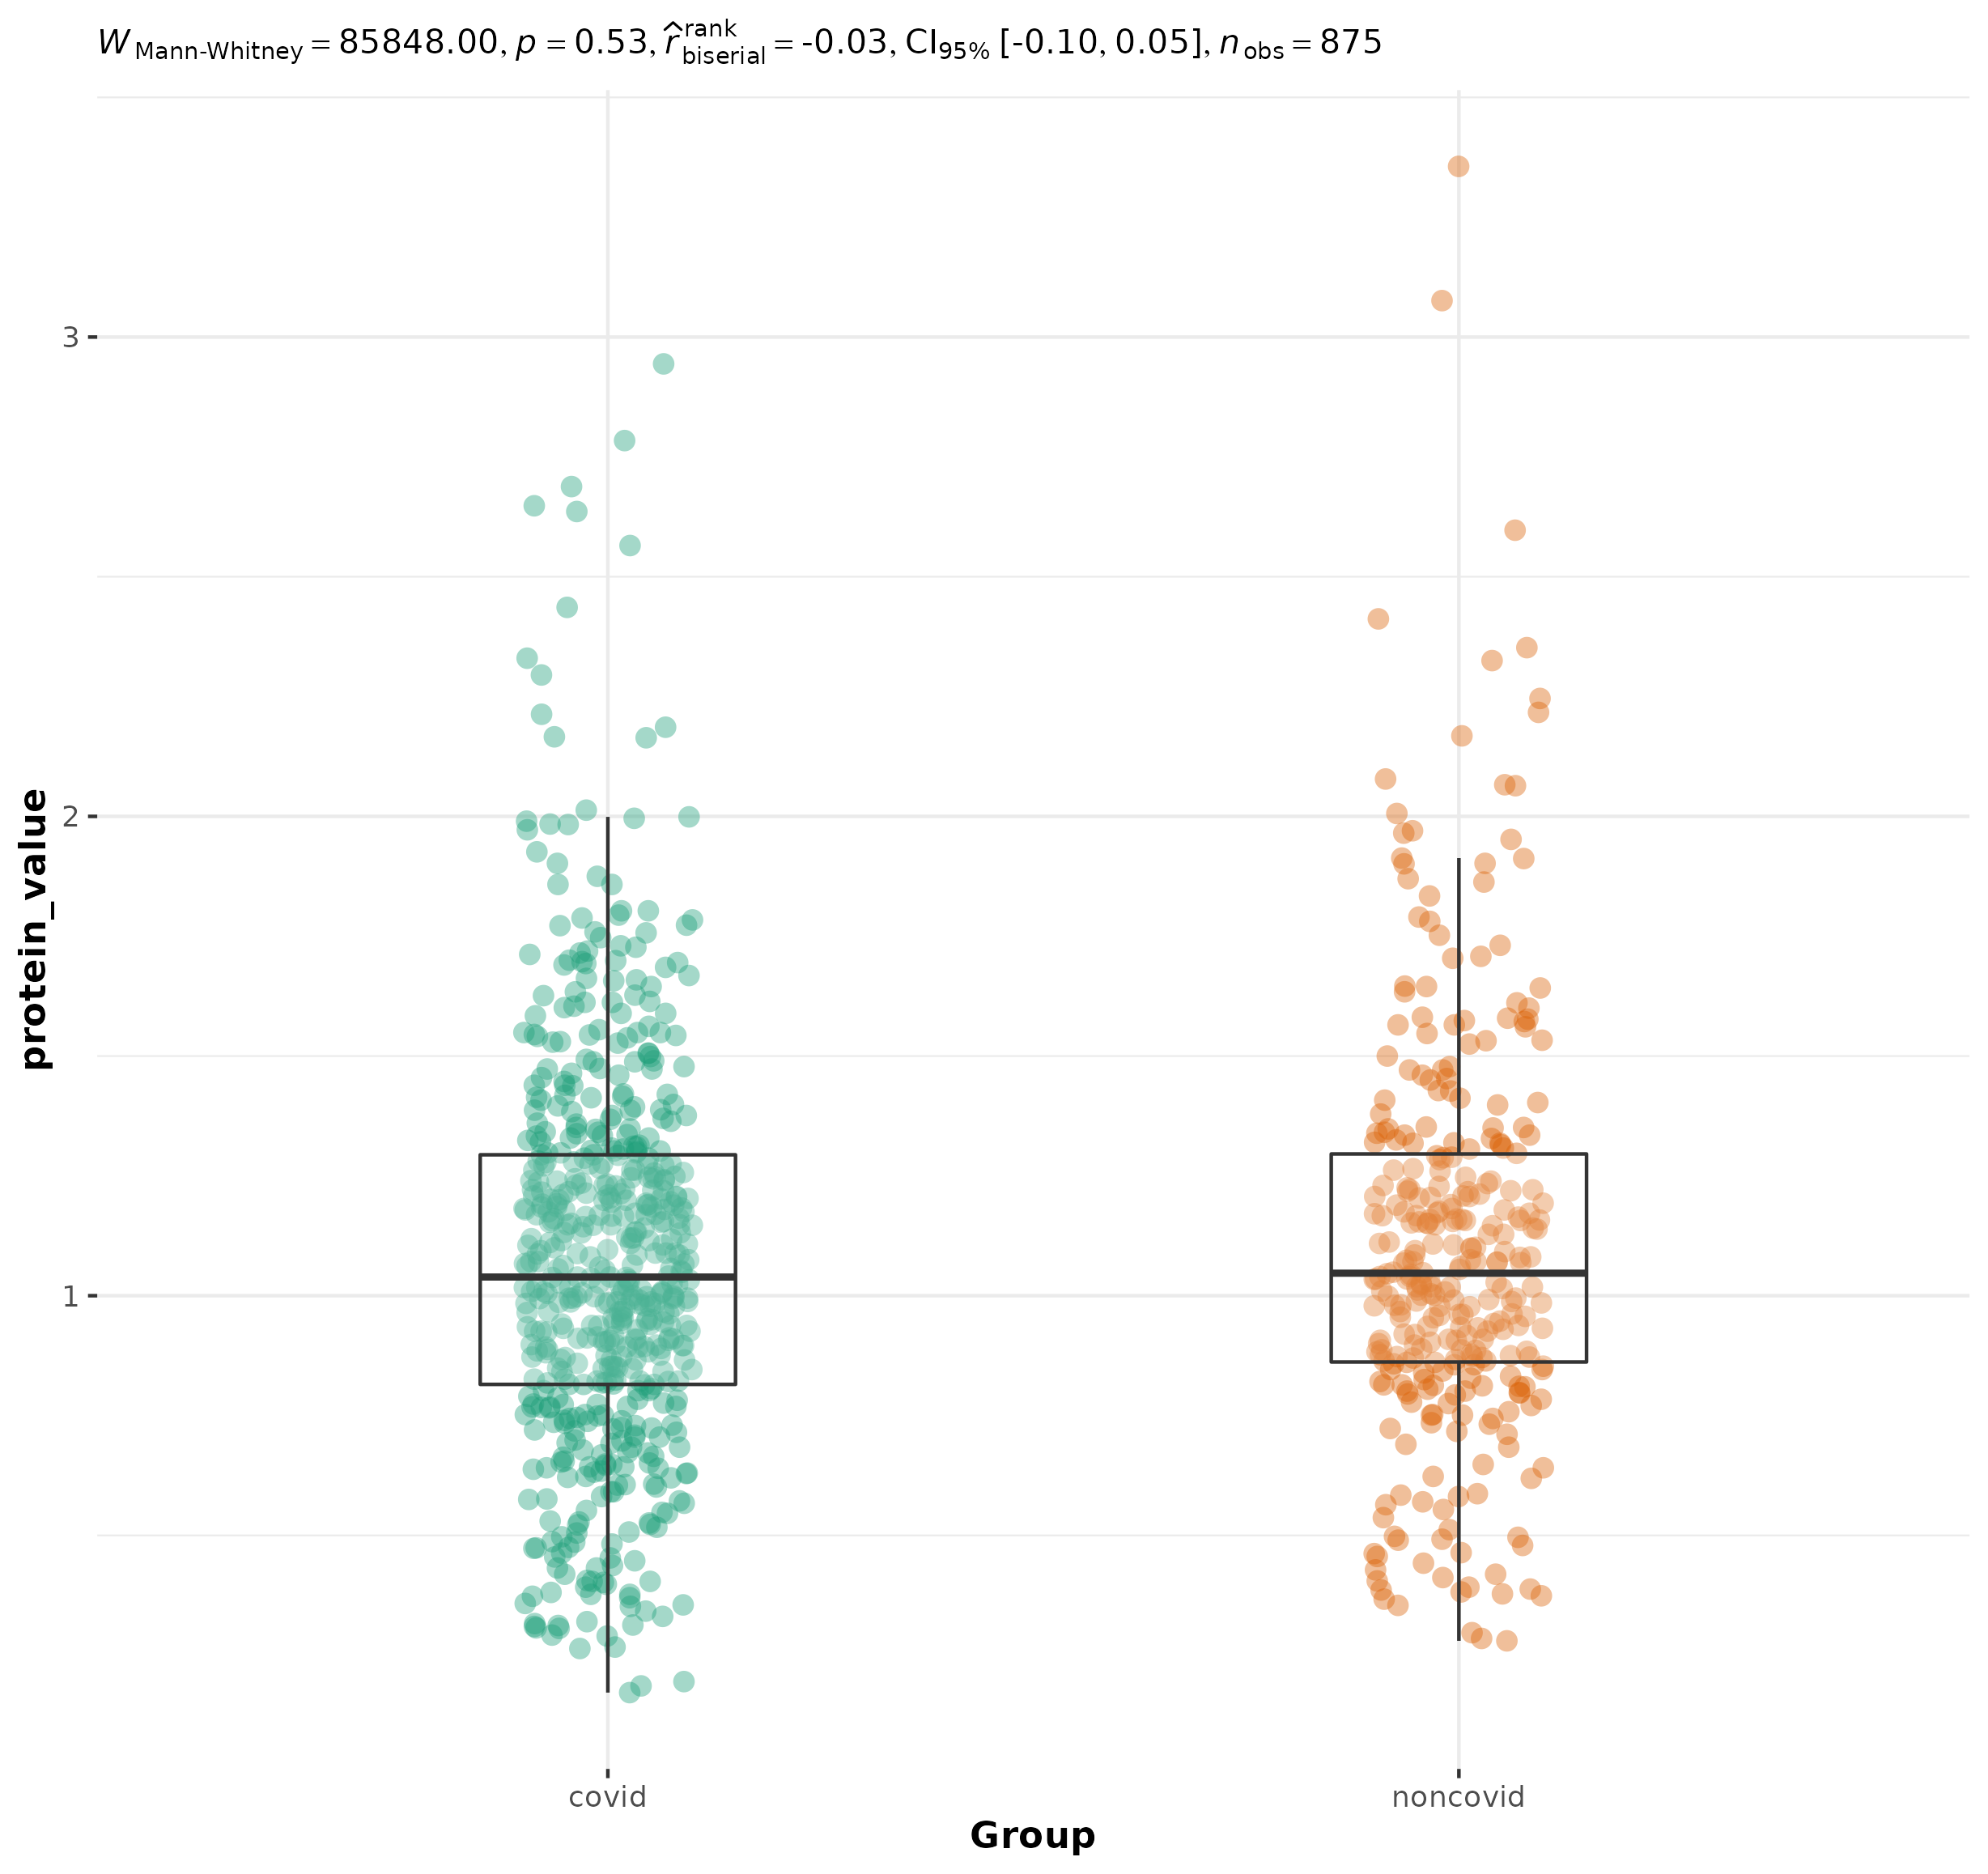 W Mann-Whitney = 85848.00, p = 0.53, r̂ rank biserial = -0.03, CI95% [-0.10, 0.05], n obs = 875
protein_value
3
2
1
covid noncovid
Group